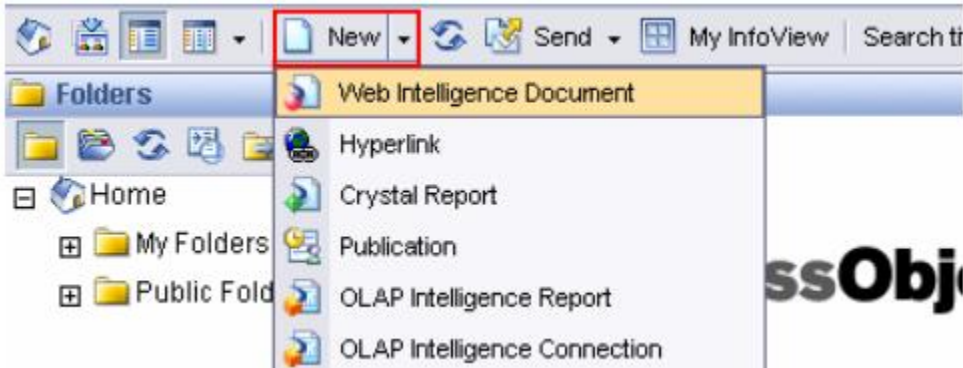 New Send My InfoView Search
Folders
Web Intelligence Document
Hyperlink
Home
Crystal Report
My Folders
Publication
Public Fold
OLAP Intelligence Report
ssObj
OLAP Intelligence Connection